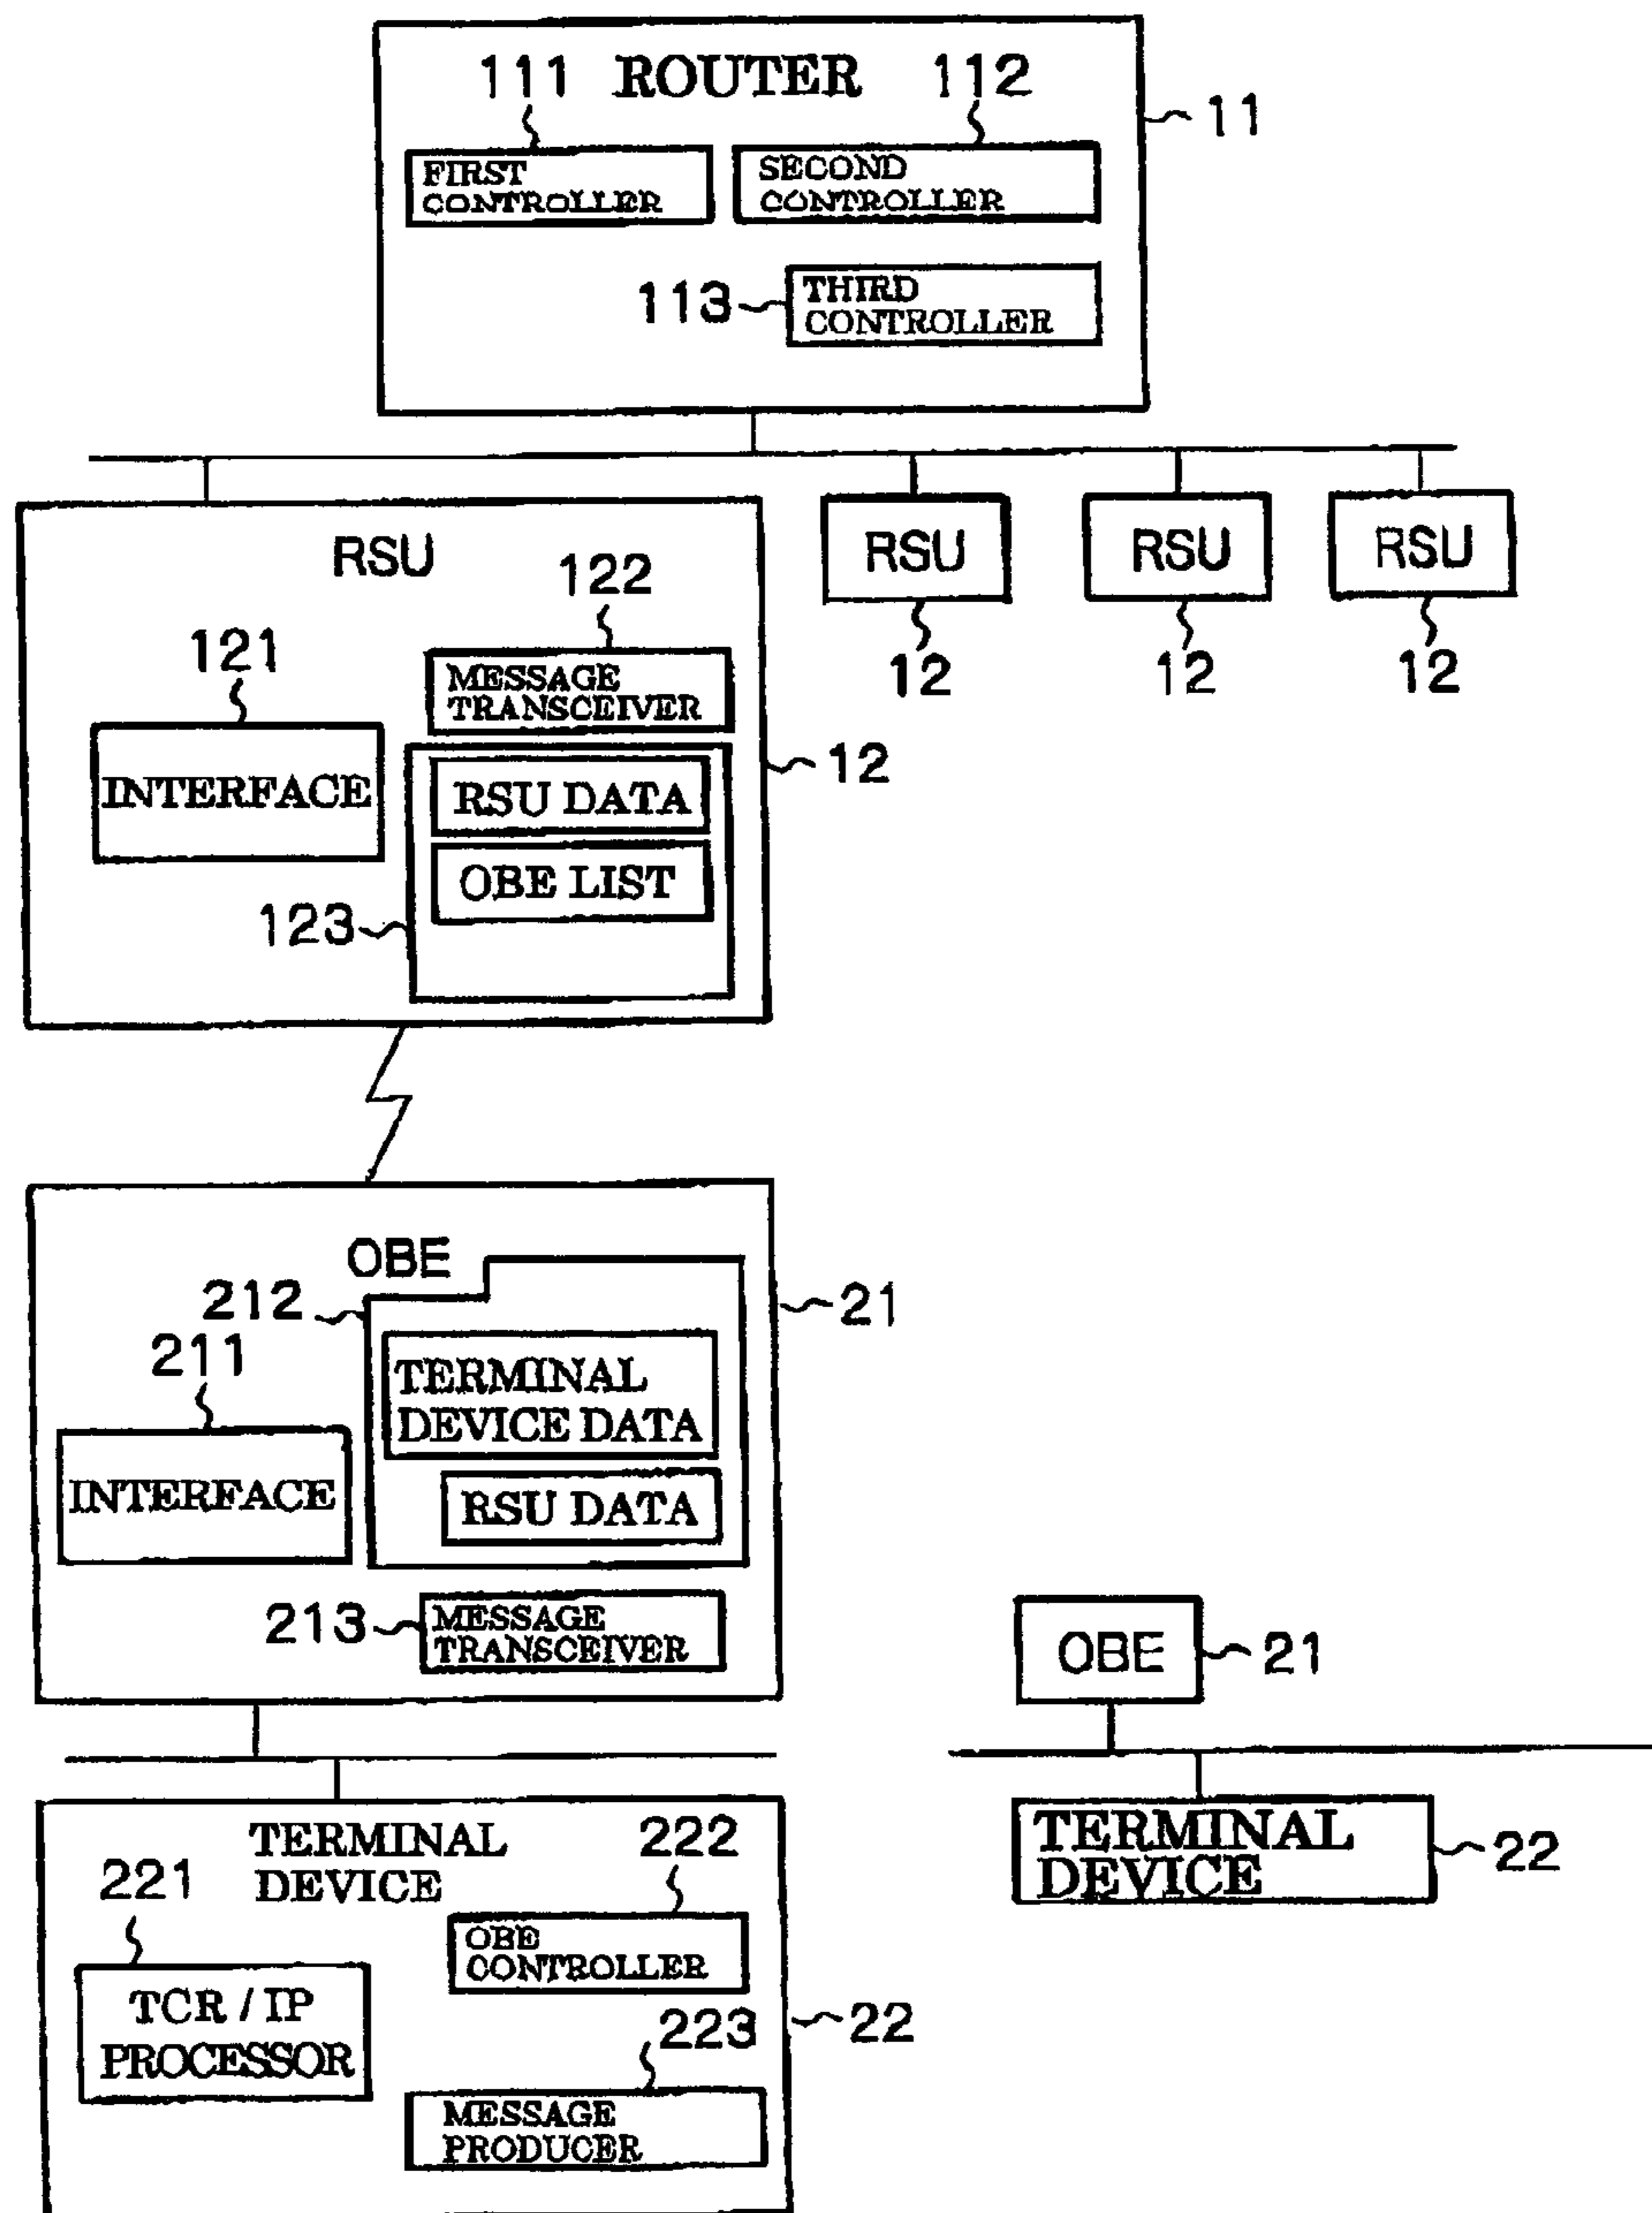 111 ROUTER 112
11
FIRST
CONTROLLER
SECOND
CONTROLLER
113
THIRD
CONTROLLER
RSU
122
121
MESSAGE
TRANSCEIVER
12
INTERFACE
RSU DATA
OBE LIST
123
RSU
12
RSU
12
RSU
12
OBE
212
21
211
TERMINAL
DEVICE DATA
INTERFACE
RSU DATA
213
MESSAGE
TRANSCEIVER
OBE
21
TERMINAL
DEVICE
222
221
OBE
CONTROLLER
TCR / IP
PROCESSOR
22
223
MESSAGE
PRODUCER
TERMINAL
DEVICE
22